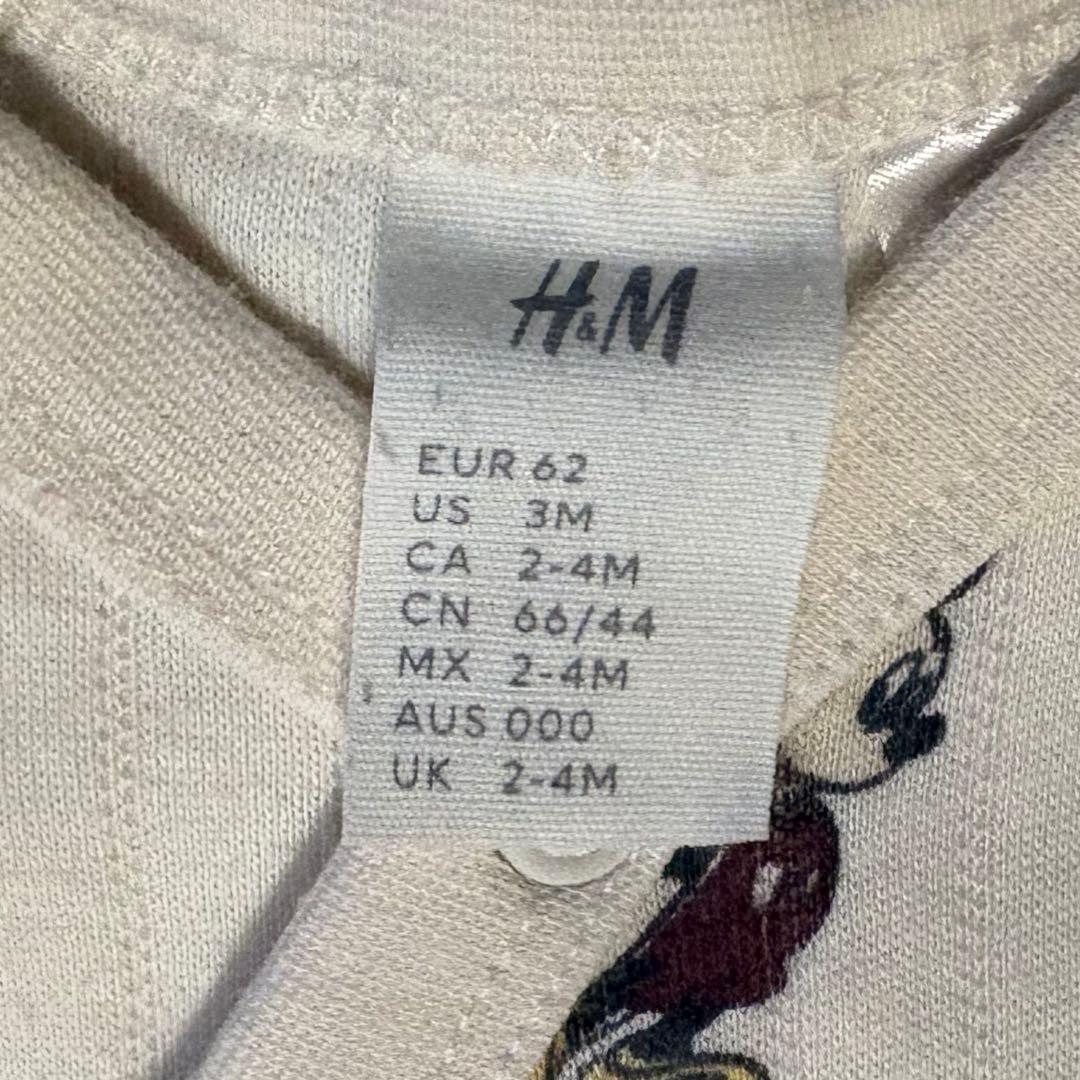 H&M
EUR 62
US 3M
CA 2-4M
CN 66/44
MX 2-4M
AUS 000
UK 2-4M